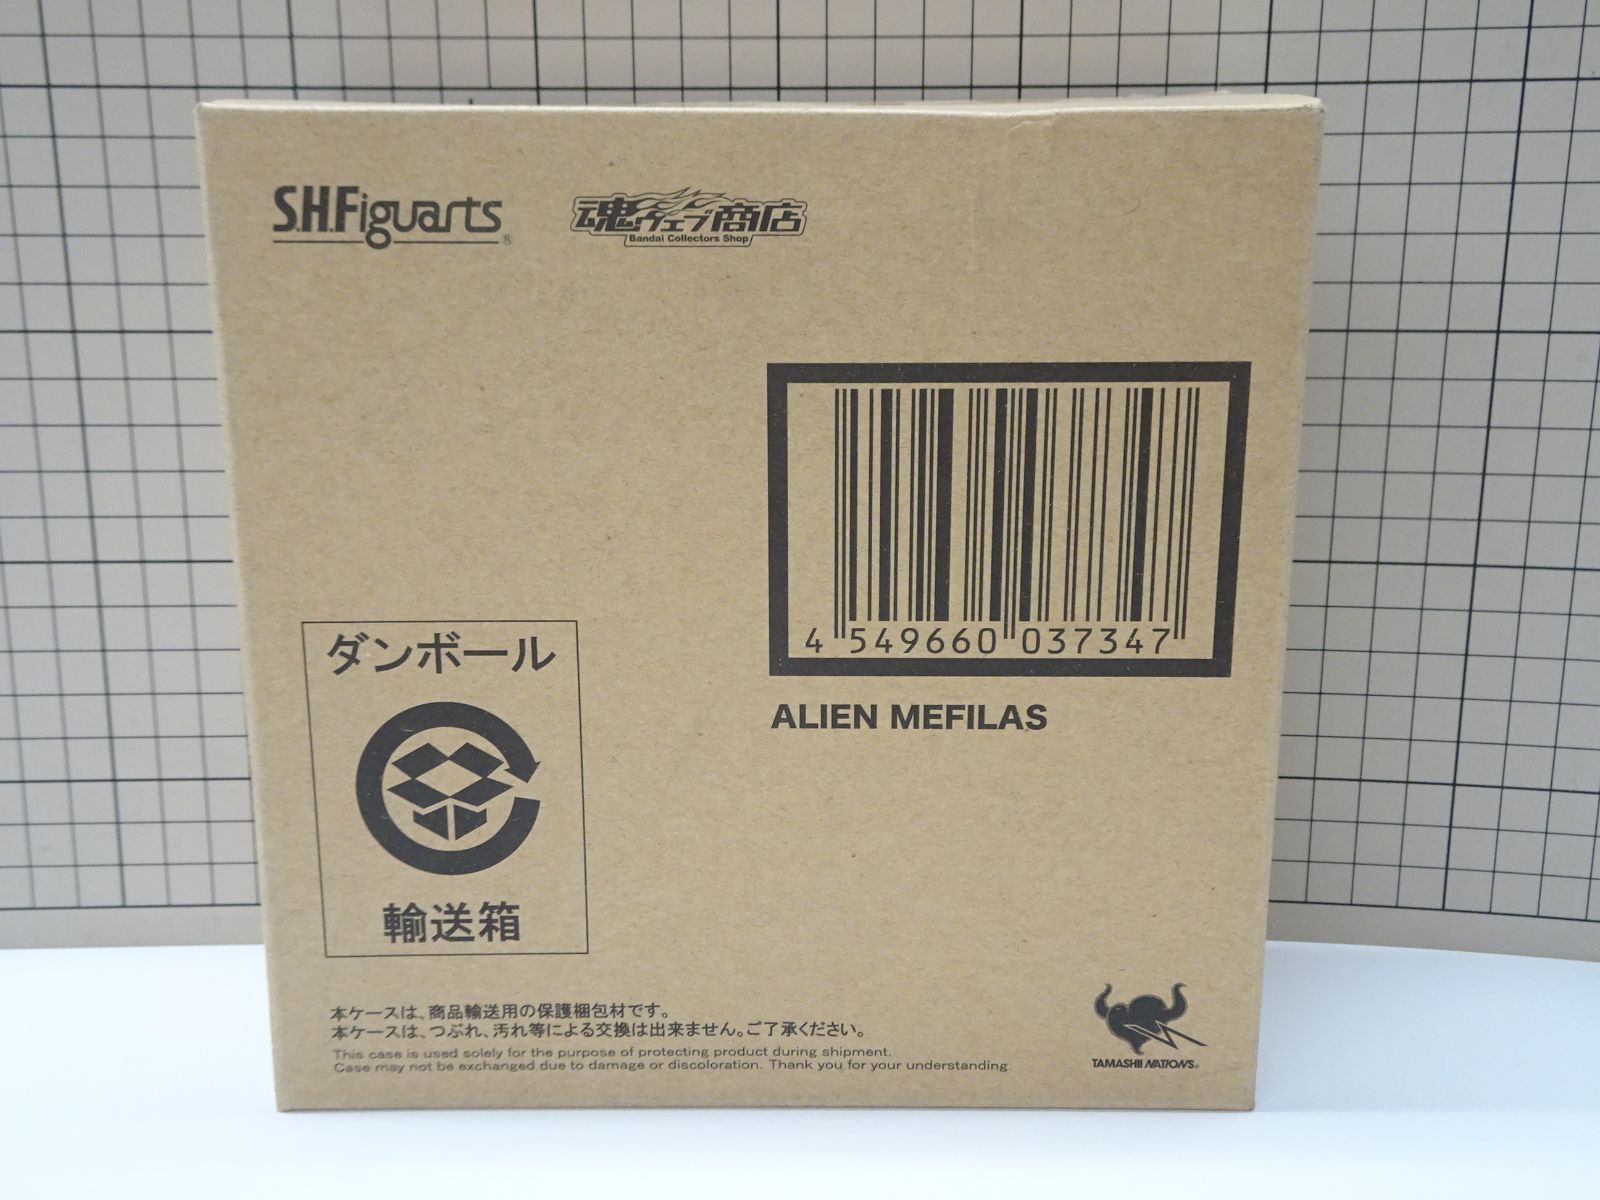 S.H.Figuarts®
魂ウェブ商店
Bandai Collectors Shop
4 549660 037347
ALIEN MEFILAS
ダンボール
輸送箱
本ケースは、商品輸送用の保護梱包材です。
本ケースは、つぶれ、汚れ等による交換は出来ません。ご了承ください。
This case is used solely for the purpose of protecting product during shipment.
Case may not be exchanged due to damage or discoloration. Thank you for your understanding.
TAMASHII NATIONS®